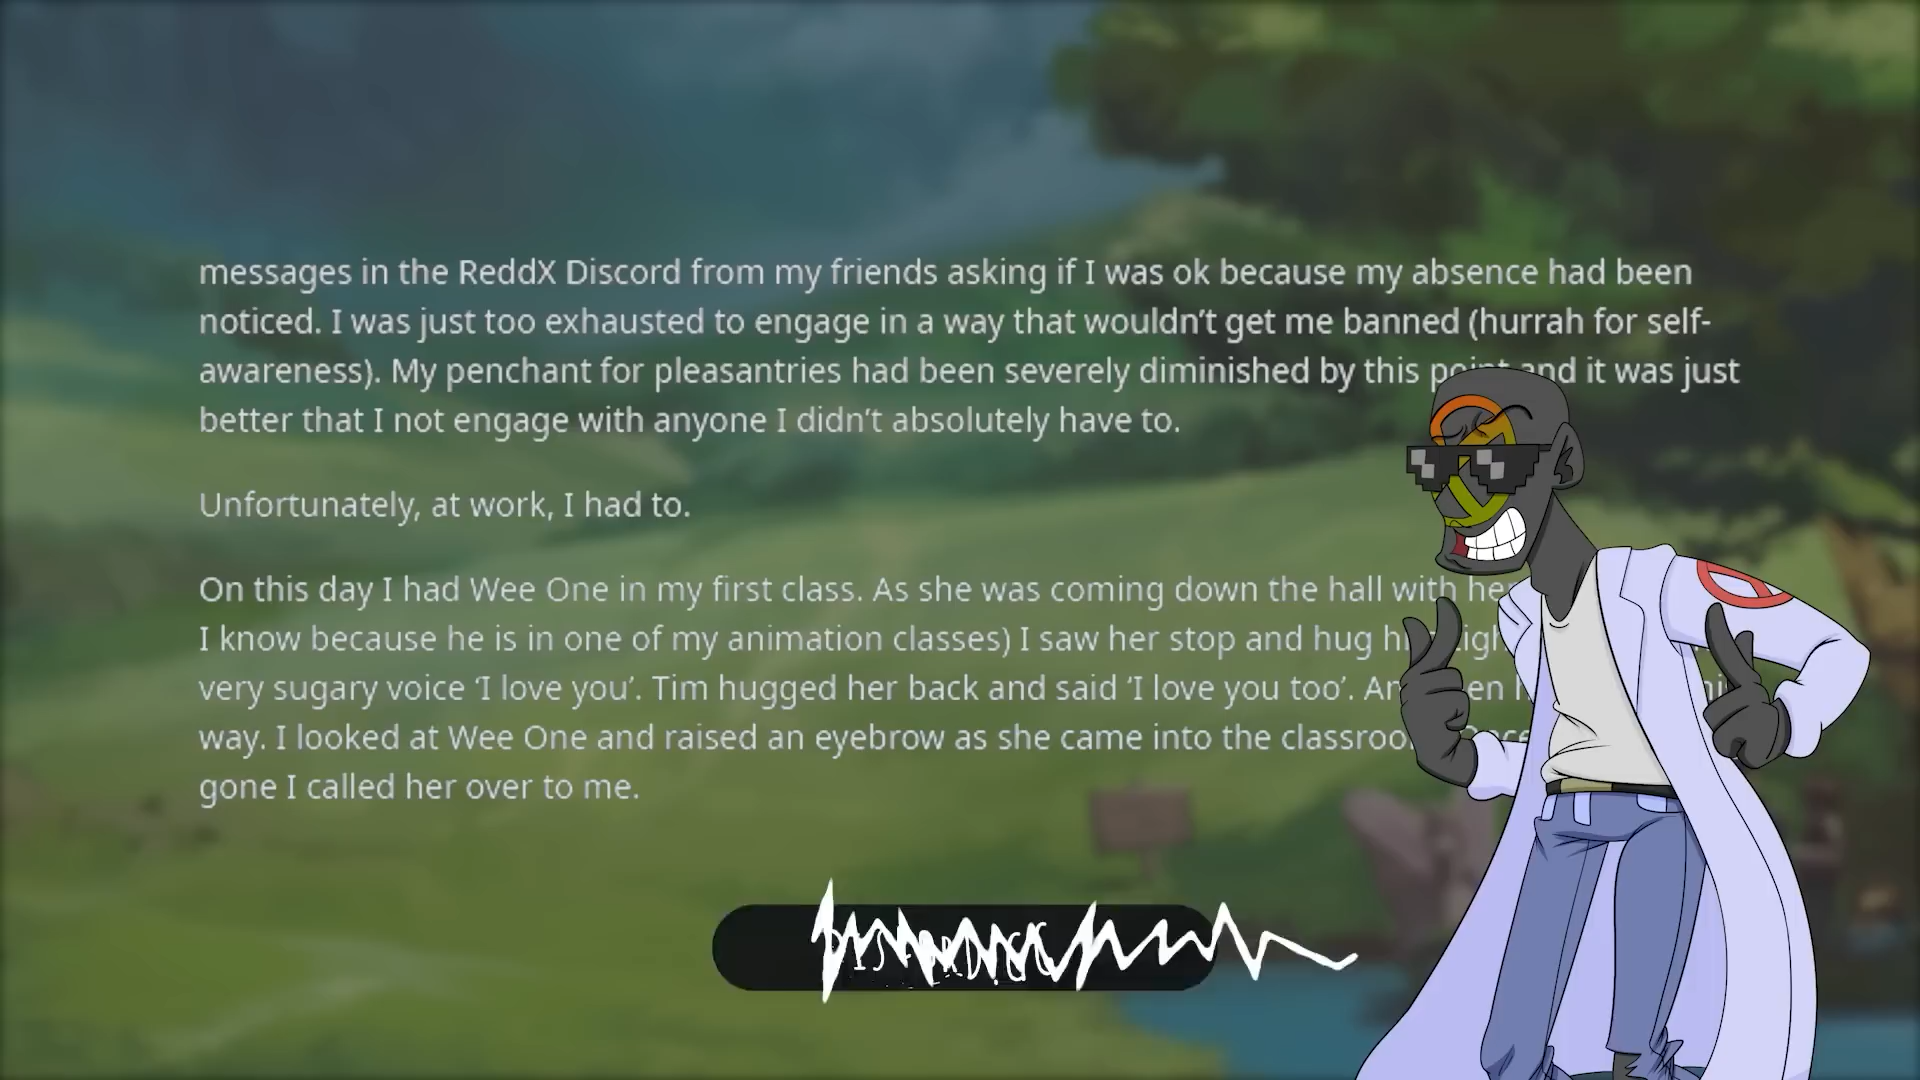 messages in the ReddX Discord from my friends asking if I was ok because my absence had been
noticed. I was just too exhausted to engage in a way that wouldn’t get me banned (hurrah for self-
awareness). My penchant for pleasantries had been severely diminished by this point and it was just
better that I not engage with anyone I didn’t absolutely have to.
Unfortunately, at work, I had to.
On this day I had Wee One in my first class. As she was coming down the hall with
I know because he is in one of my animation classes) I saw her stop and hug
very sugary voice ‘I love you’. Tim hugged her back and said ‘I love you too’.
way. I looked at Wee One and raised an eyebrow as she came into the
gone I called her over to me.